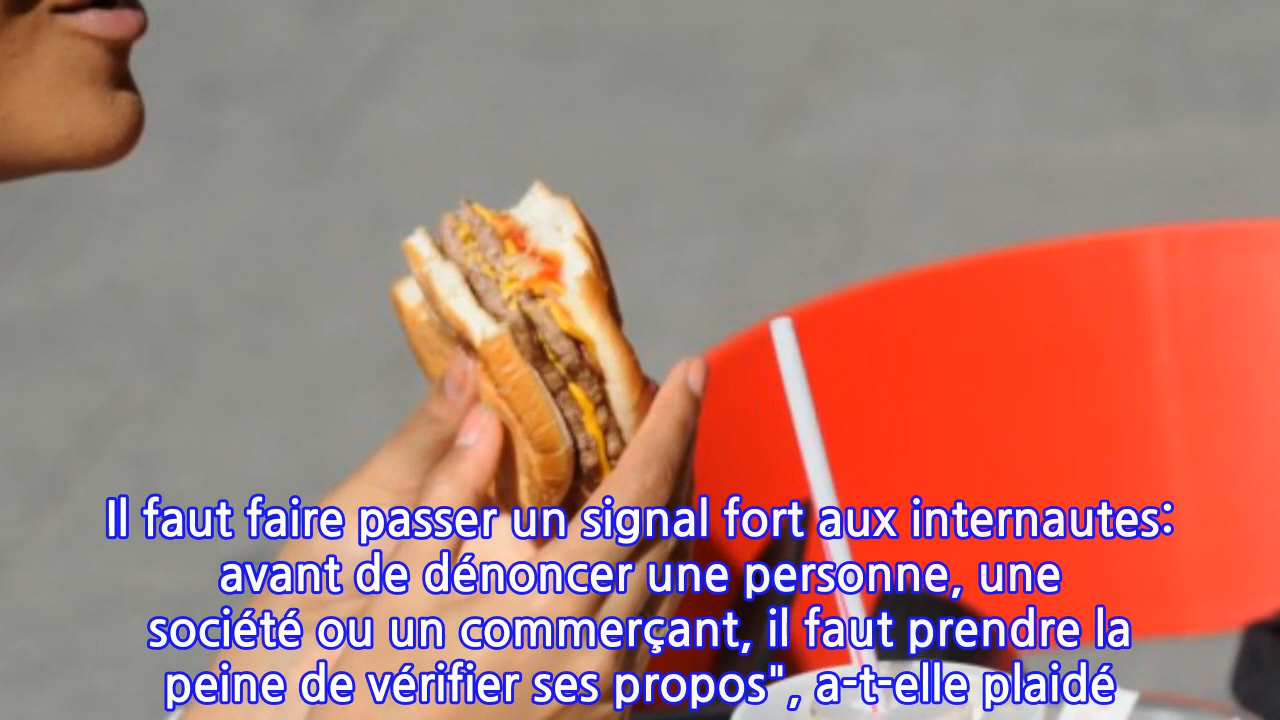 Il faut faire passer un signal fort aux internautes:
avant de dénoncer une personne, une
société ou un commerçant, il faut prendre la
peine de vérifier ses propos", a-t-elle plaidé